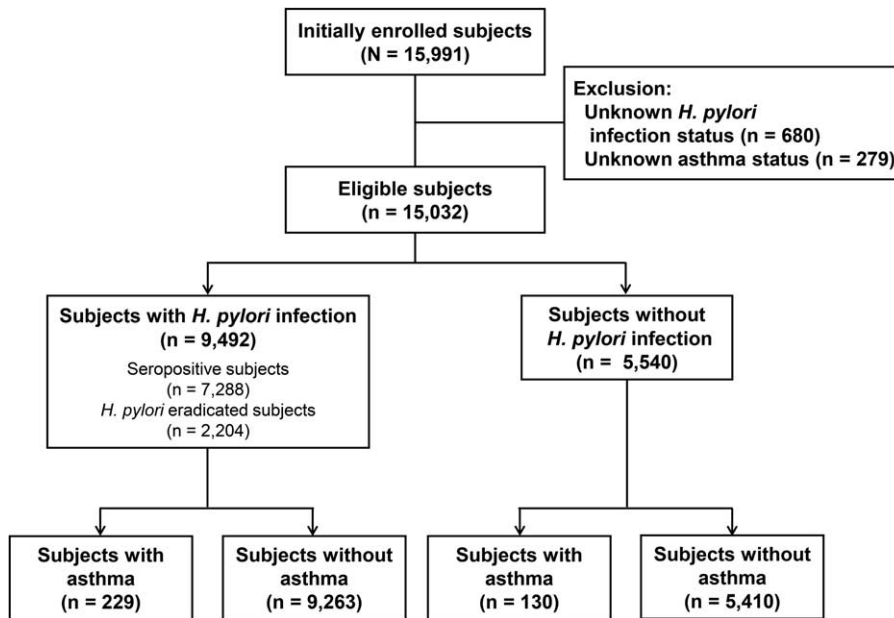 Initially enrolled subjects
(N = 15,991)
Exclusion:
Unknown H. pylori
infection status (n = 680)
Unknown asthma status (n = 279)
Eligible subjects
(n = 15,032)
Subjects with H. pylori infection
(n = 9,492)
Seropositive subjects
(n = 7,288)
H. pylori eradicated subjects
(n = 2,204)
Subjects without
H. pylori infection
(n =  5,540)
Subjects with
asthma
(n = 229)
Subjects without
asthma
(n = 9,263)
Subjects with
asthma
(n = 130)
Subjects without
asthma
(n = 5,410)